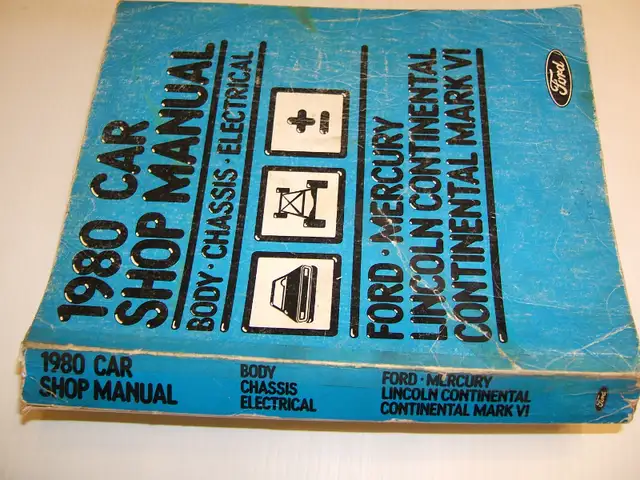 1980 CAR
SHOP MANUAL
BODY · CHASSIS · ELECTRICAL
FORD · MERCURY
LINCOLN CONTINENTAL
CONTINENTAL MARK VI
Ford
1980 CAR
SHOP MANUAL
BODY
CHASSIS
ELECTRICAL
FORD · MERCURY
LINCOLN CONTINENTAL
CONTINENTAL MARK VI
Ford